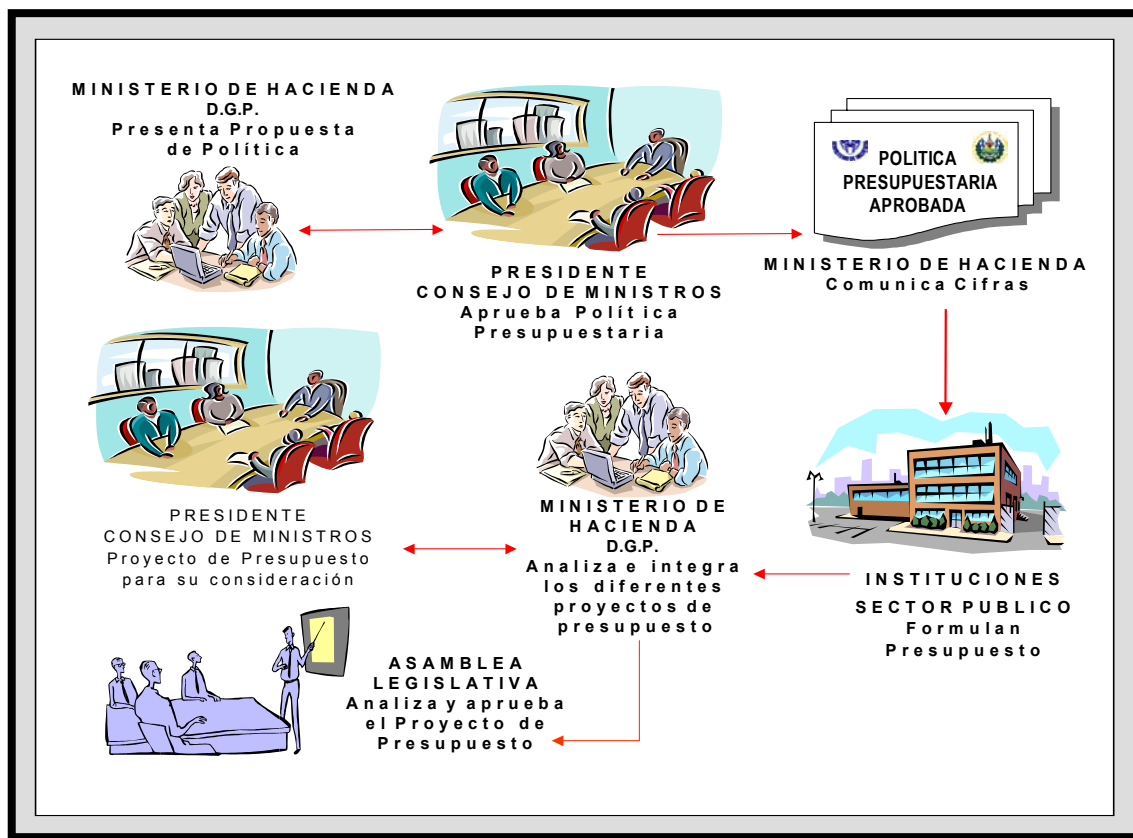 MINISTERIO DE HACIENDA
D.G.P.
Presenta Propuesta
de Política
PRESIDENTE
CONSEJO DE MINISTROS
Aprueba Política
Presupuestaria
POLITICA
PRESUPUESTARIA
APROBADA
MINISTERIO DE HACIENDA
Comunica Cifras
INSTITUCIONES
SECTOR PUBLICO
Formulan
Presupuesto
MINISTERIO DE
HACIENDA
D.G.P.
Analiza e integra
los diferentes
proyectos de
presupuesto
PRESIDENTE
CONSEJO DE MINISTROS
Proyecto de Presupuesto
para su consideración
ASAMBLEA
LEGISLATIVA
Analiza y aprueba
el Proyecto de
Presupuesto